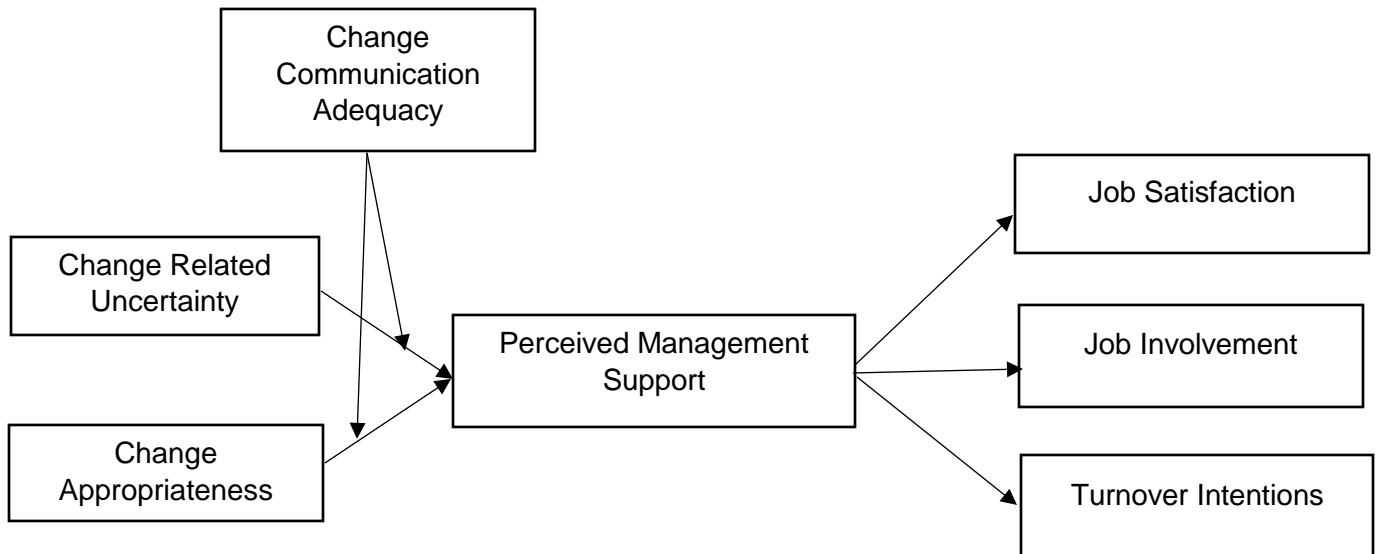 Change
Communication
Adequacy
Job Satisfaction
Change Related
Uncertainty
Perceived Management
Support
Job Involvement
Change
Appropriateness
Turnover Intentions